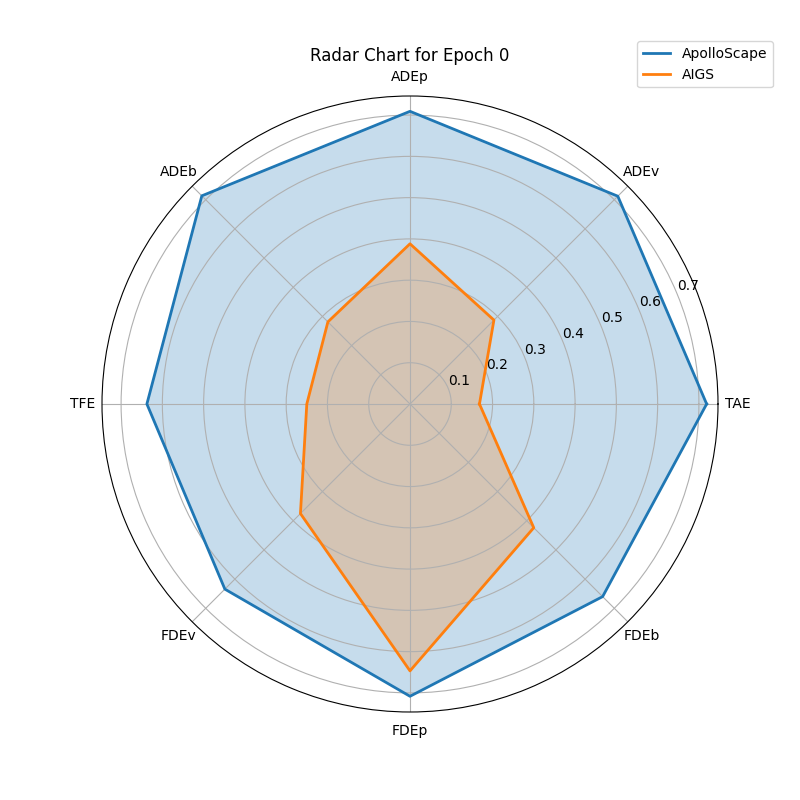 Radar Chart for Epoch 0
ApolloScape
AIGS
ADEp
ADEb
ADEv
0.7
0.6
0.5
0.4
0.3
0.2
0.1
TFE
TAE
FDEv
FDEb
FDEp